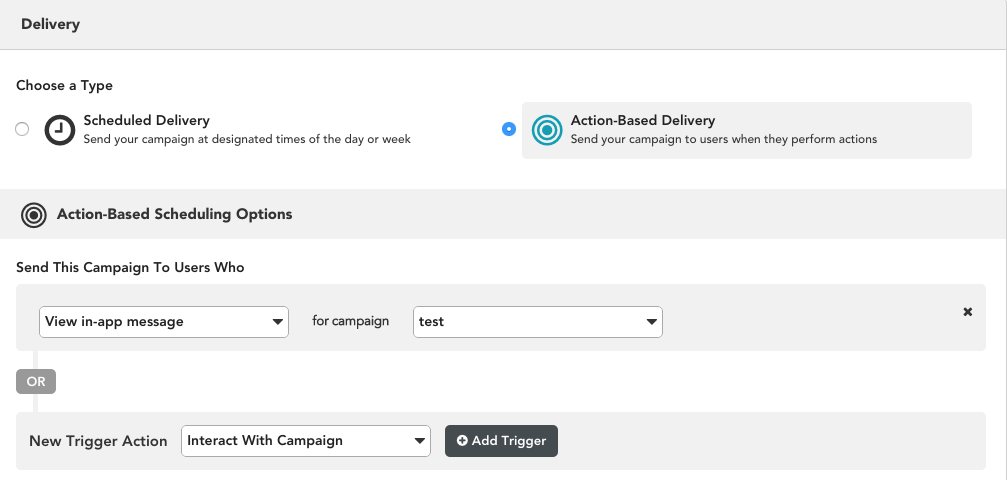 Delivery
Choose a Type
Scheduled Delivery
Send your campaign at designated times of the day or week
Action-Based Delivery
Send your campaign to users when they perform actions
Action-Based Scheduling Options
Send This Campaign To Users Who
View in-app message for campaign test
OR
New Trigger Action Interact With Campaign Add Trigger